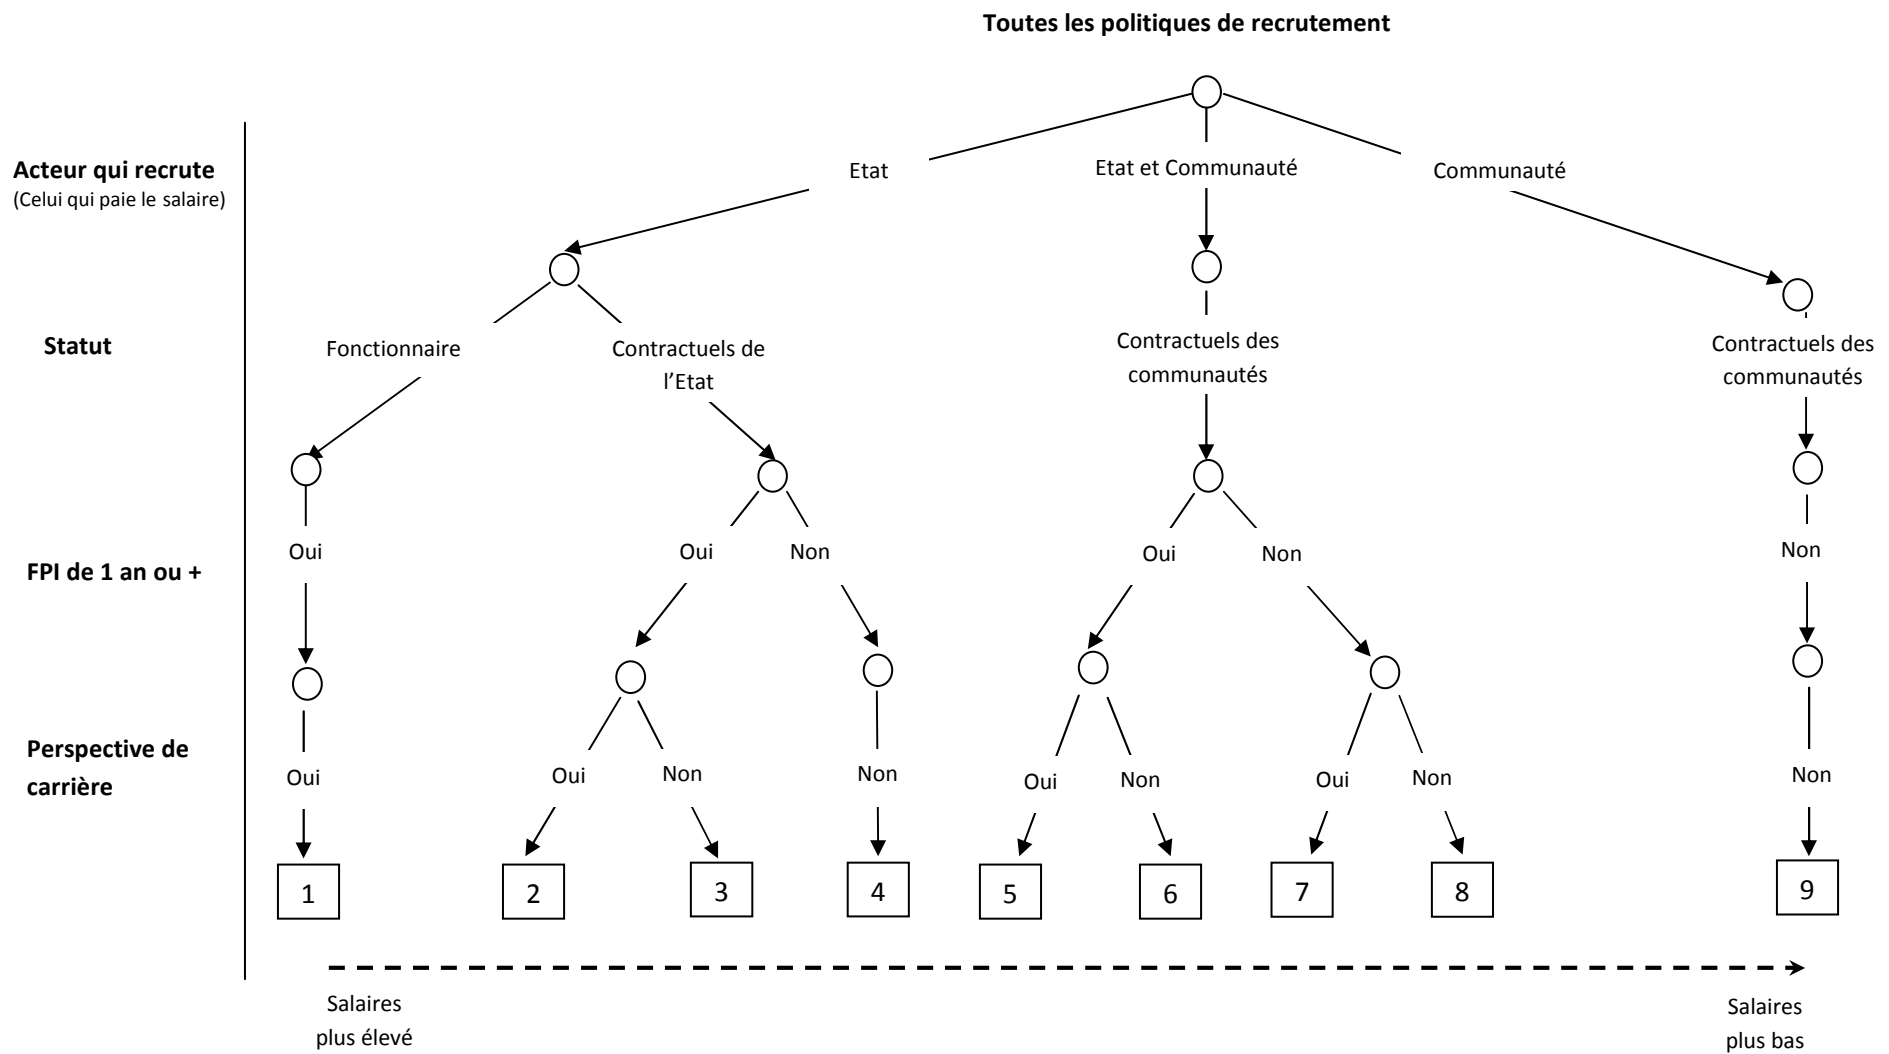 Toutes les politiques de recrutement
Acteur qui recrute
(Celui qui paie le salaire)
Etat
Etat et Communauté
Communauté
Statut
Fonctionnaire
Contractuels de
l’Etat
Contractuels des
communautés
Contractuels des
communautés
FPI de 1 an ou +
Oui
Oui
Non
Oui
Non
Non
Perspective de
carrière
Oui
Oui
Non
Non
Oui
Non
Oui
Non
Non
1
2
3
4
5
6
7
8
9
Salaires
plus élevé
Salaires
plus bas